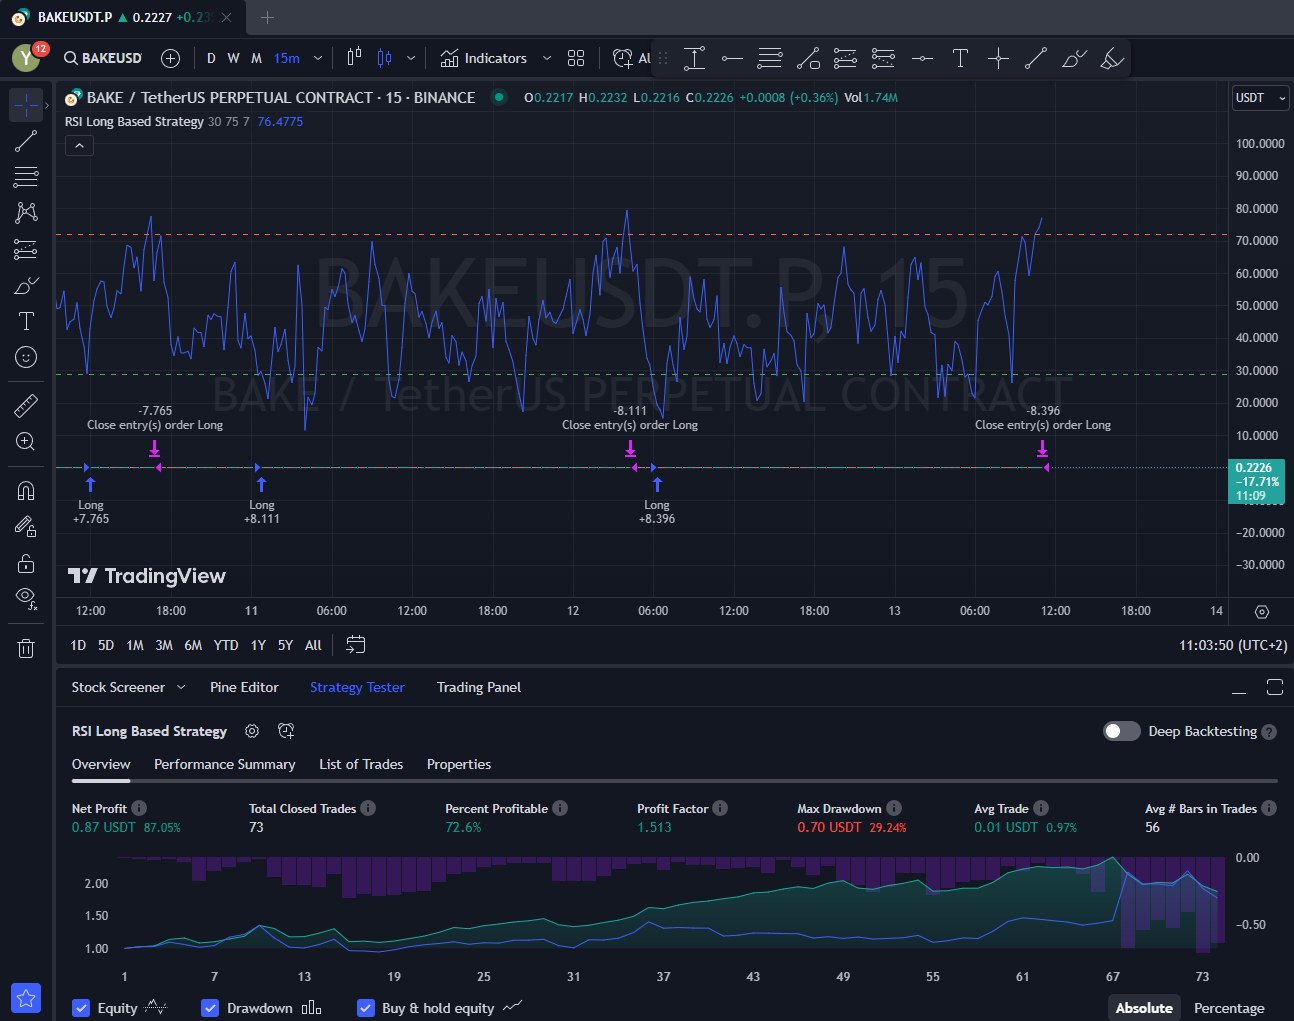 BAKEUSDT.P ▲ 0.2227 +0.23
Y 12 BAKEUSD D W M 15m Indicators Al
BAKE / TetherUS PERPETUAL CONTRACT · 15 · BINANCE O0.2217 H0.2232 L0.2216 C0.2226 +0.0008 (+0.36%) Vol1.74M
USDT
RSI Long Based Strategy 30 75 7 76.4775
100.0000
90.0000
80.0000
70.0000
60.0000
50.0000
40.0000
30.0000
20.0000
10.0000
0.2226
−17.71%
11:09
−20.0000
−30.0000
BAKEUSDT.P, 15
BAKE / TetherUS PERPETUAL CONTRACT
-7.765
Close entry(s) order Long
-8.111
Close entry(s) order Long
-8.396
Close entry(s) order Long
Long
+7.765
Long
+8.111
Long
+8.396
TradingView
12:00 18:00 11 06:00 12:00 18:00 12 06:00 12:00 18:00 13 06:00 12:00 18:00 14
1D 5D 1M 3M 6M YTD 1Y 5Y All 11:03:50 (UTC+2)
Stock Screener Pine Editor Strategy Tester Trading Panel
RSI Long Based Strategy Deep Backtesting ?
Overview Performance Summary List of Trades Properties
Net Profit Total Closed Trades Percent Profitable Profit Factor Max Drawdown Avg Trade Avg # Bars in Trades
0.87 USDT 87.05% 73 72.6% 1.513 0.70 USDT 29.24% 0.01 USDT 0.97% 56
2.00
1.50
1.00
0.00
−0.50
1 7 13 19 25 31 37 43 49 55 61 67 73
Equity Drawdown Buy & hold equity Absolute Percentage